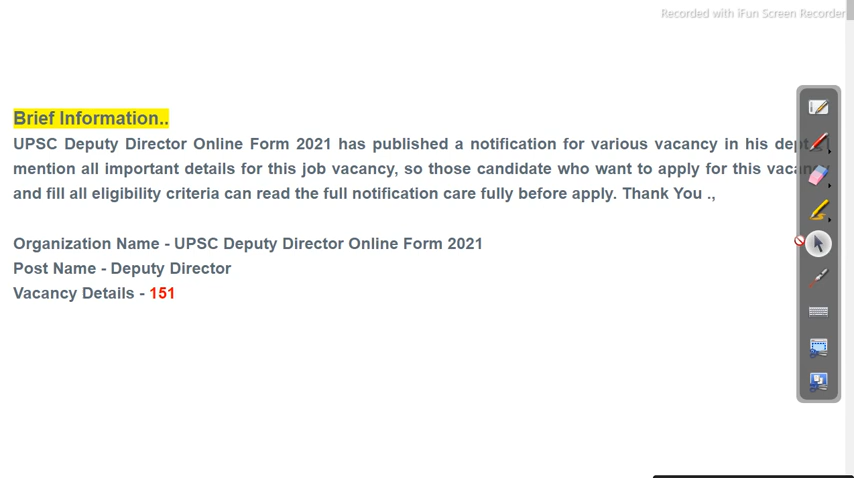 Recorded with iFun Screen Recorder
Brief Information..
UPSC Deputy Director Online Form 2021 has published a notification for various vacancy in his dept
mention all important details for this job vacancy, so those candidate who want to apply for this vacancy
and fill all eligibility criteria can read the full notification care fully before apply. Thank You .,
Organization Name - UPSC Deputy Director Online Form 2021
Post Name - Deputy Director
Vacancy Details - 151